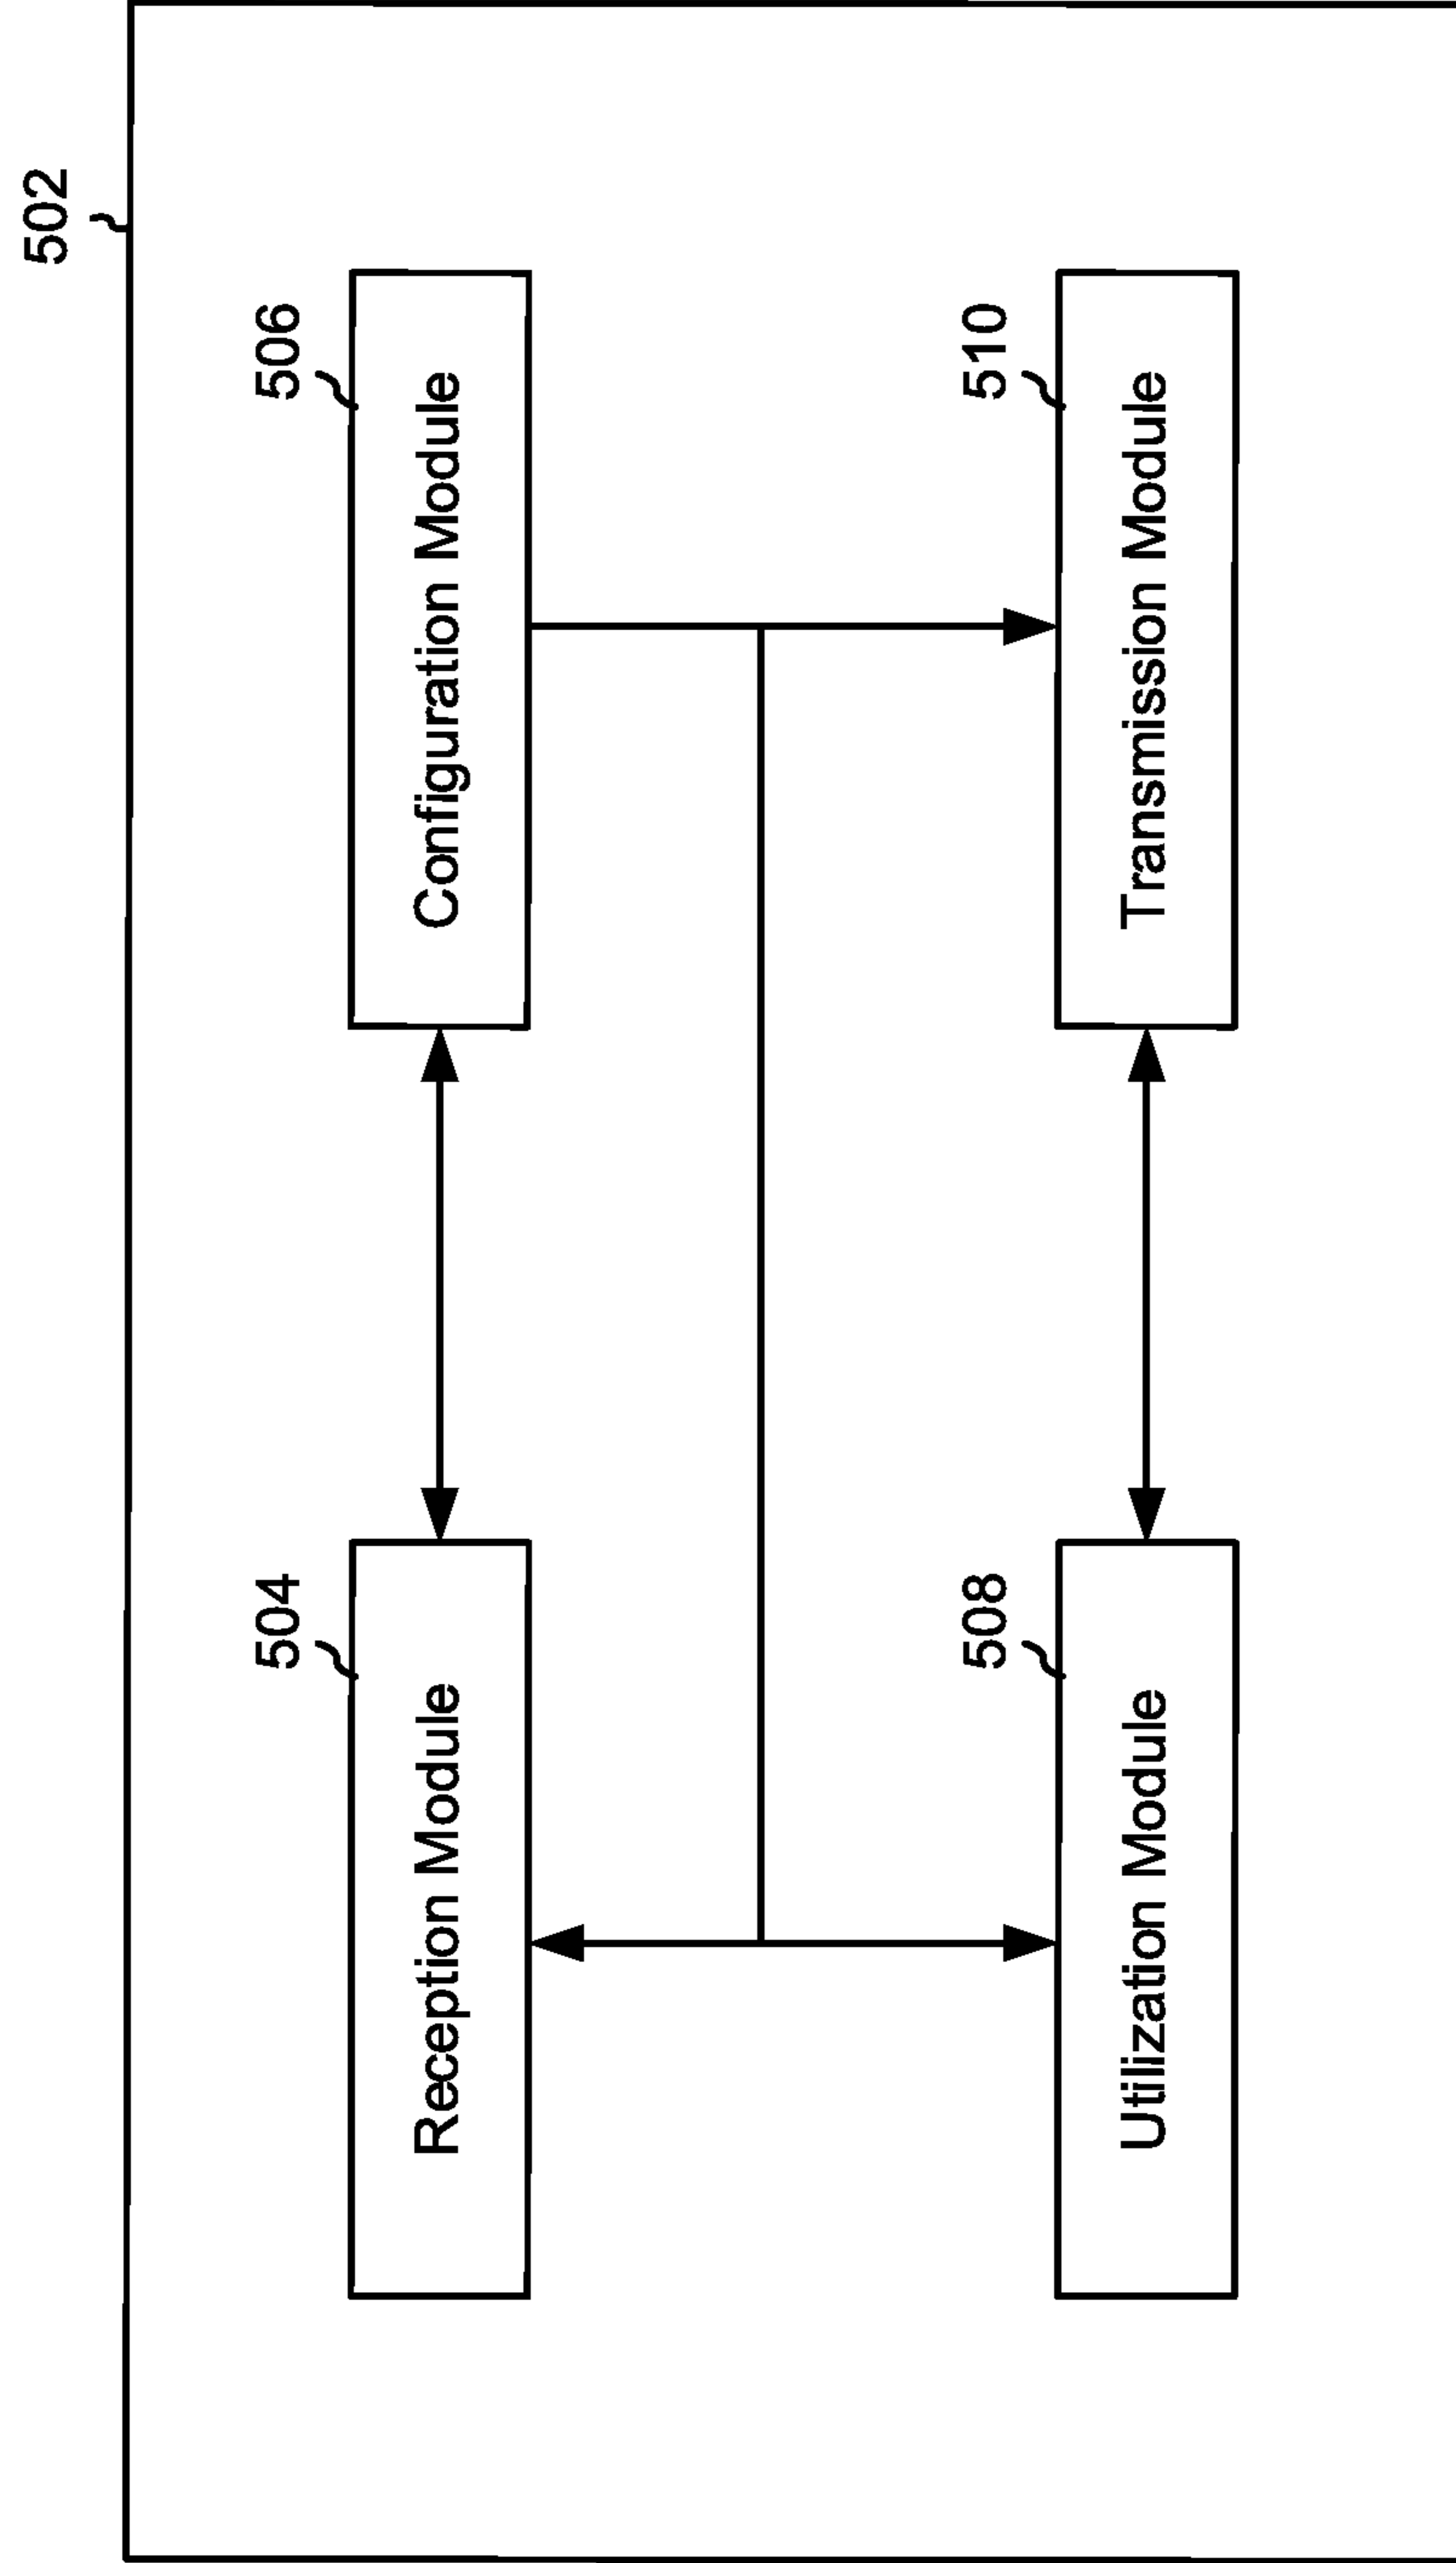 502
504
Reception Module
506
Configuration Module
508
Utilization Module
510
Transmission Module